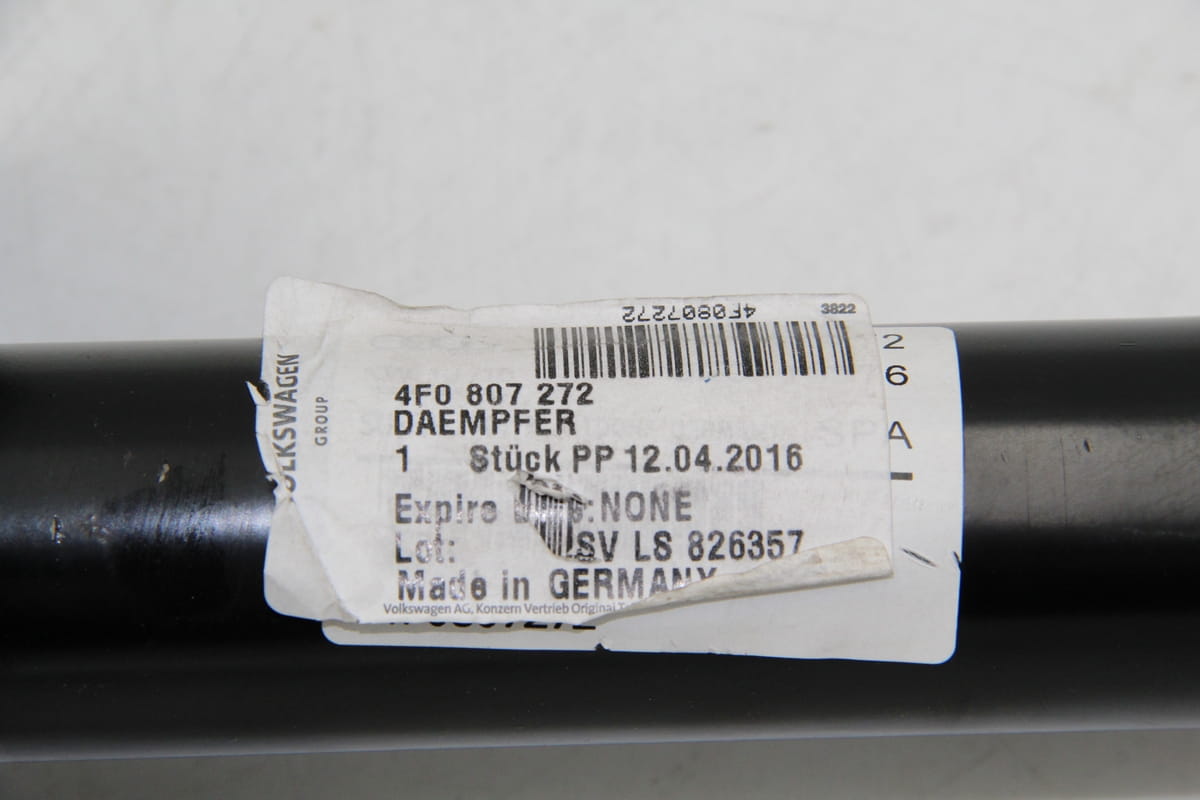 4F0807272
3822
VOLKSWAGEN
GROUP
4F0 807 272
DAEMPFER
1 Stück PP 12.04.2016
Expire :NONE
Lot: SV LS 826357
Made in GERMANY
Volkswagen AG, Konzern Vertrieb Original
2
6
A